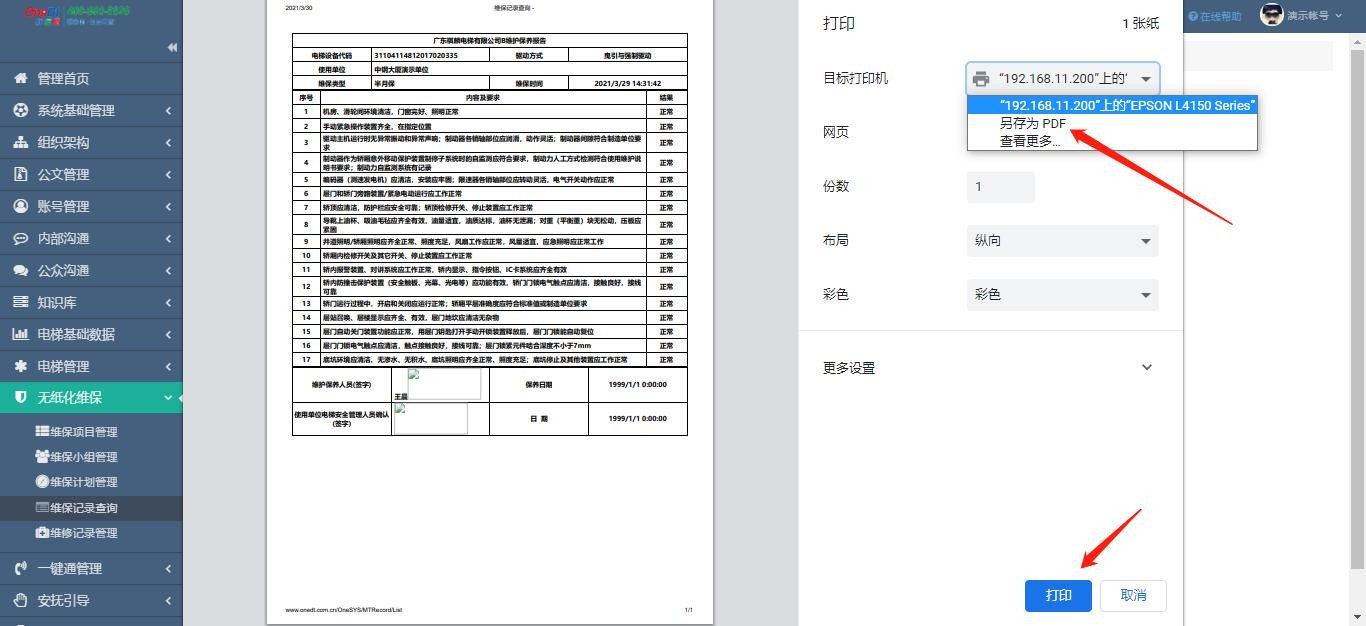 管理首页
系统基础管理
组织架构
公文管理
账号管理
内部沟通
公众沟通
知识库
电梯基础数据
电梯管理
无纸化维保
维保项目管理
维保小组管理
维保计划管理
维保记录查询
维修记录管理
一键通管理
安抚引导
2021/3/30 维保记录查询 -
广东祺麟电梯有限公司B维护保养报告
电梯设备代码 31104114812017020335 驱动方式 曳引与强制驱动
使用单位 中钢大厦演示单位
维保类型 半月保 维保时间 2021/3/29 14:31:42
序号 内容及要求 结果
1 机房、滑轮间环境清洁，门窗完好、照明正常 正常
2 手动紧急操作装置齐全，在指定位置 正常
3 驱动主机运行时无异常振动和异常声响；制动器各销轴部位应润滑，动作灵活；制动器间隙符合制造单位要
求 正常
4 制动器作为轿厢意外移动保护装置制停子系统时的自监测应符合要求，制动力人工方式检测符合使用维护说
明书要求；制动力自监测系统有记录 正常
5 编码器（测速发电机）应清洁，安装应牢固；限速器各销轴部位应转动灵活，电气开关动作应正常 正常
6 层门和轿门旁路装置/紧急电动运行应工作正常 正常
7 轿顶应清洁，防护栏应安全可靠；轿顶检修开关、停止装置应工作正常 正常
8 导靴上油杯、吸油毛毡应齐全有效，油量适宜，油质达标，油杯无泄漏；对重（平衡重）块无松动，压板应
紧固 正常
9 井道照明/轿厢照明应齐全正常、照度充足，风扇工作应正常，风量适宜，应急照明应正常工作 正常
10 轿厢内检修开关及其它开关、停止装置应工作正常 正常
11 轿内报警装置、对讲系统应工作正常，轿内显示、指令按钮、IC卡系统应齐全有效 正常
12 轿内防撞击保护装置（安全触板、光幕、光电等）应功能有效，轿门门锁电气触点应清洁，接触良好，接线
可靠 正常
13 轿门运行过程中，开启和关闭应运行正常；轿厢平层准确度应符合标准值或制造单位要求 正常
14 层站召唤、层楼显示应齐全、有效，层门地坎应清洁无杂物 正常
15 层门自动关门装置功能应正常，用层门钥匙打开手动开锁装置释放后，层门门锁能自动复位 正常
16 层门门锁电气触点应清洁，触点接触良好，接线可靠；层门锁紧元件啮合深度不小于7mm 正常
17 底坑环境应清洁、无渗水、无积水、底坑照明应齐全正常、照度充足；底坑停止及其他装置应工作正常 正常
维护保养人员(签字) 王晨 保养日期 1999/1/1 0:00:00
使用单位电梯安全管理人员确认
(签字) 日 期 1999/1/1 0:00:00
www.onedt.com.cn/OneSYS/MTRecord/List 1/1
打印 1 张纸
目标打印机 “192.168.11.200”上的“
“192.168.11.200”上的“EPSON L4150 Series”
另存为 PDF
查看更多...
网页
份数 1
布局 纵向
彩色 彩色
更多设置
打印 取消
在线帮助 演示帐号